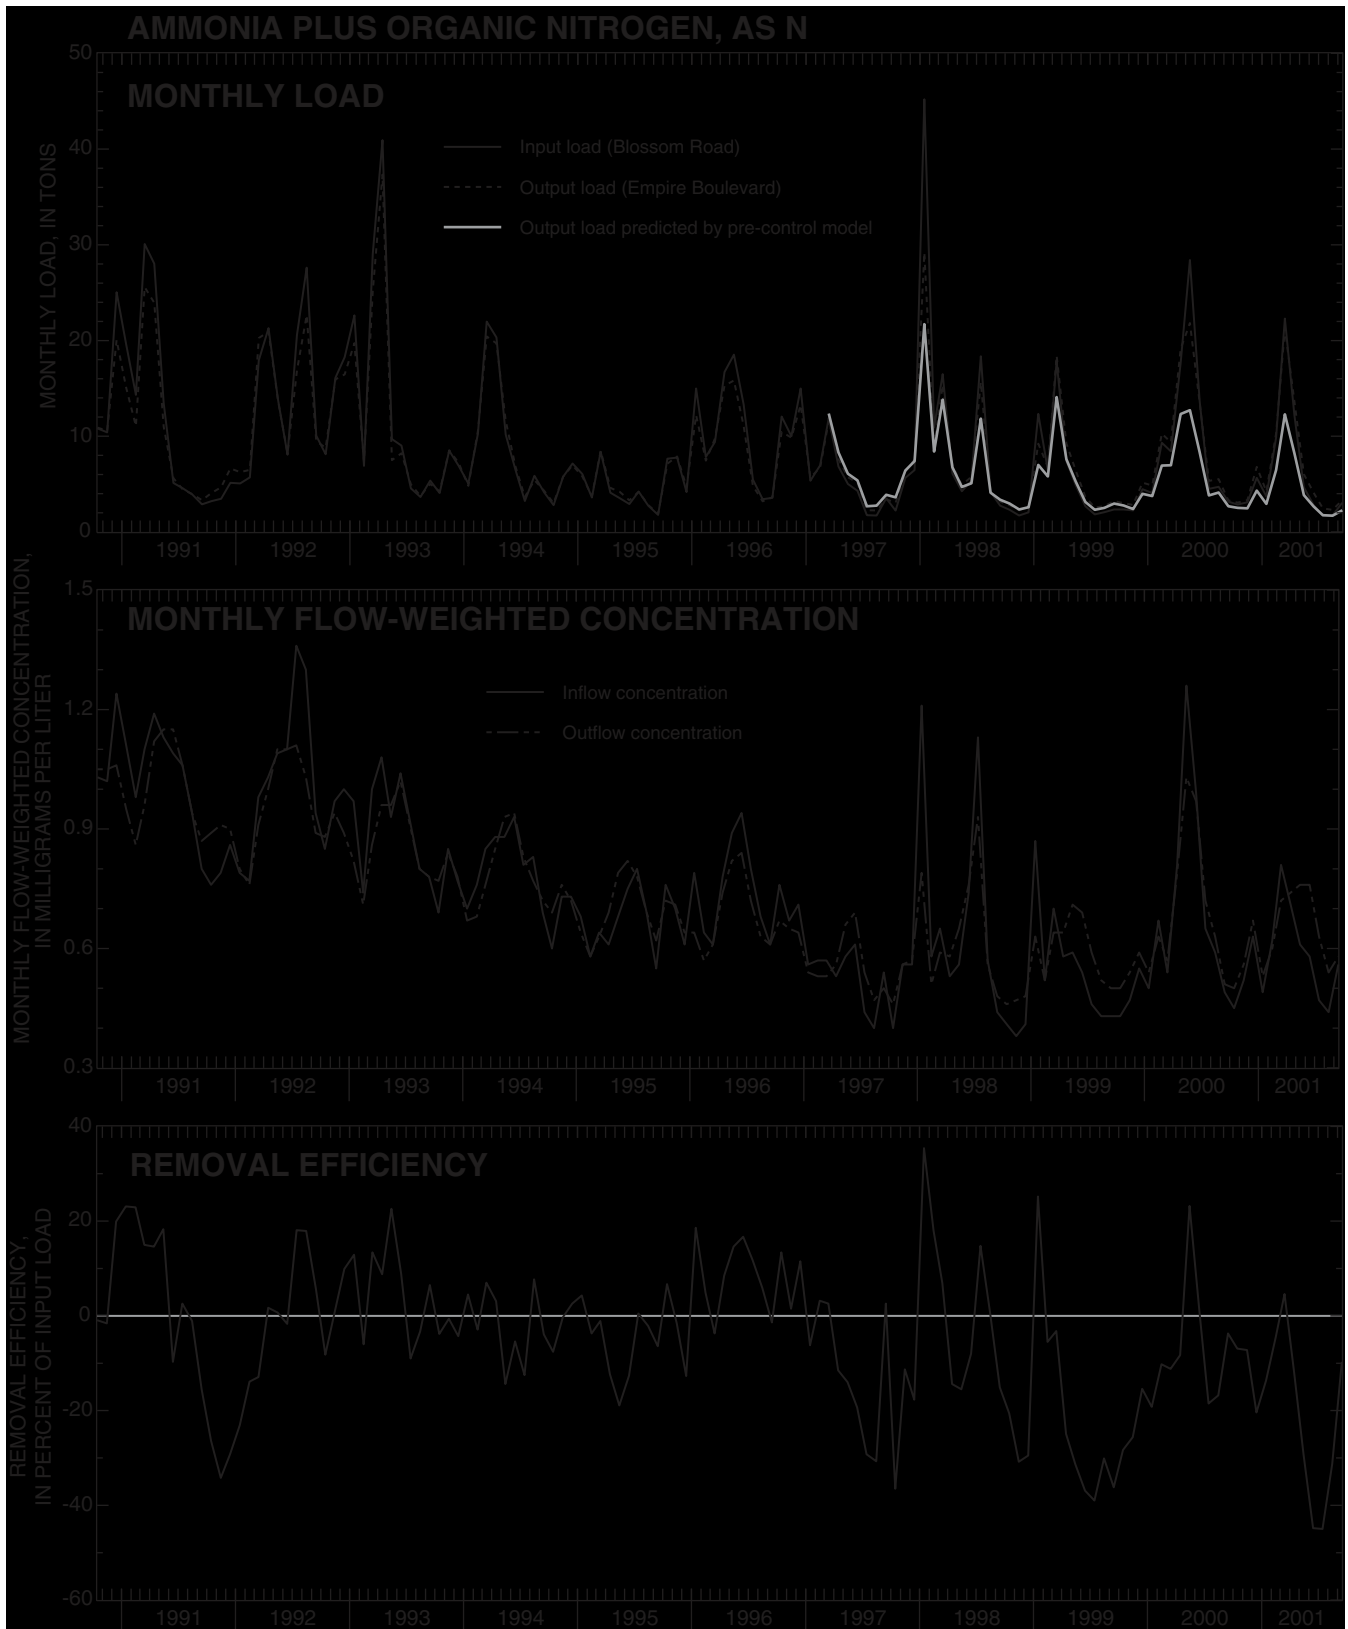 AMMONIA PLUS ORGANIC NITROGEN, AS N
50
MONTHLY LOAD
40
Input load (Blossom Road)
Output load (Empire Boulevard)
Output load predicted by pre-control model
MONTHLY LOAD, IN TONS
30
20
10
0
1991 1992 1993 1994 1995 1996 1997 1998 1999 2000 2001
1.5
MONTHLY FLOW-WEIGHTED CONCENTRATION
Inflow concentration
Outflow concentration
1.2
MONTHLY FLOW-WEIGHTED CONCENTRATION,
IN MILLIGRAMS PER LITER
0.9
0.6
0.3
1991 1992 1993 1994 1995 1996 1997 1998 1999 2000 2001
40
REMOVAL EFFICIENCY
20
REMOVAL EFFICIENCY,
IN PERCENT OF INPUT LOAD
0
-20
-40
-60
1991 1992 1993 1994 1995 1996 1997 1998 1999 2000 2001